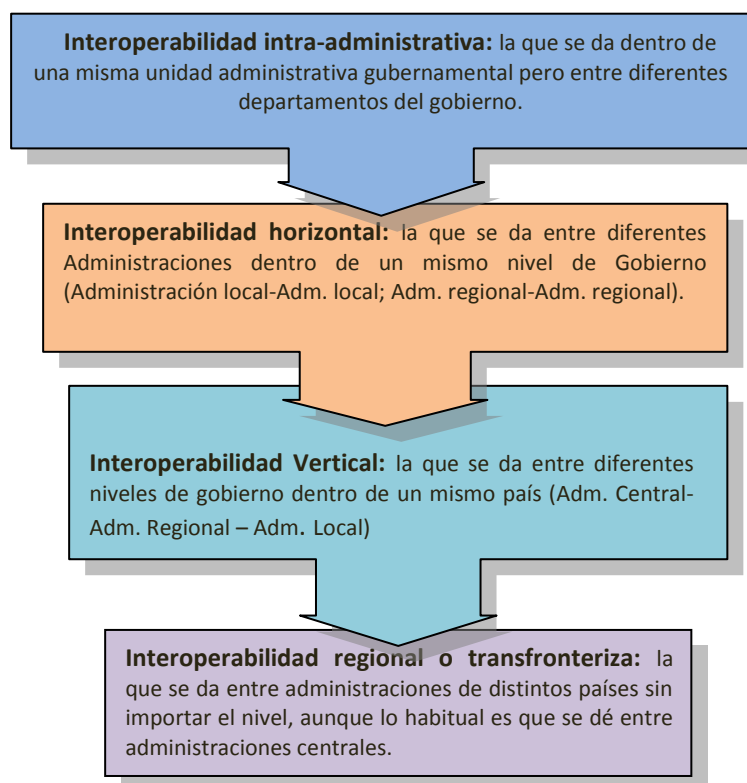 Interoperabilidad intra-administrativa: la que se da dentro de
una misma unidad administrativa gubernamental pero entre diferentes
departamentos del gobierno.
Interoperabilidad horizontal: la que se da entre diferentes
Administraciones dentro de un mismo nivel de Gobierno
(Administración local-Adm. local; Adm. regional-Adm. regional).
Interoperabilidad Vertical: la que se da entre diferentes
niveles de gobierno dentro de un mismo país (Adm. Central-
Adm. Regional – Adm. Local)
Interoperabilidad regional o transfronteriza: la
que se da entre administraciones de distintos países sin
importar el nivel, aunque lo habitual es que se dé entre
administraciones centrales.